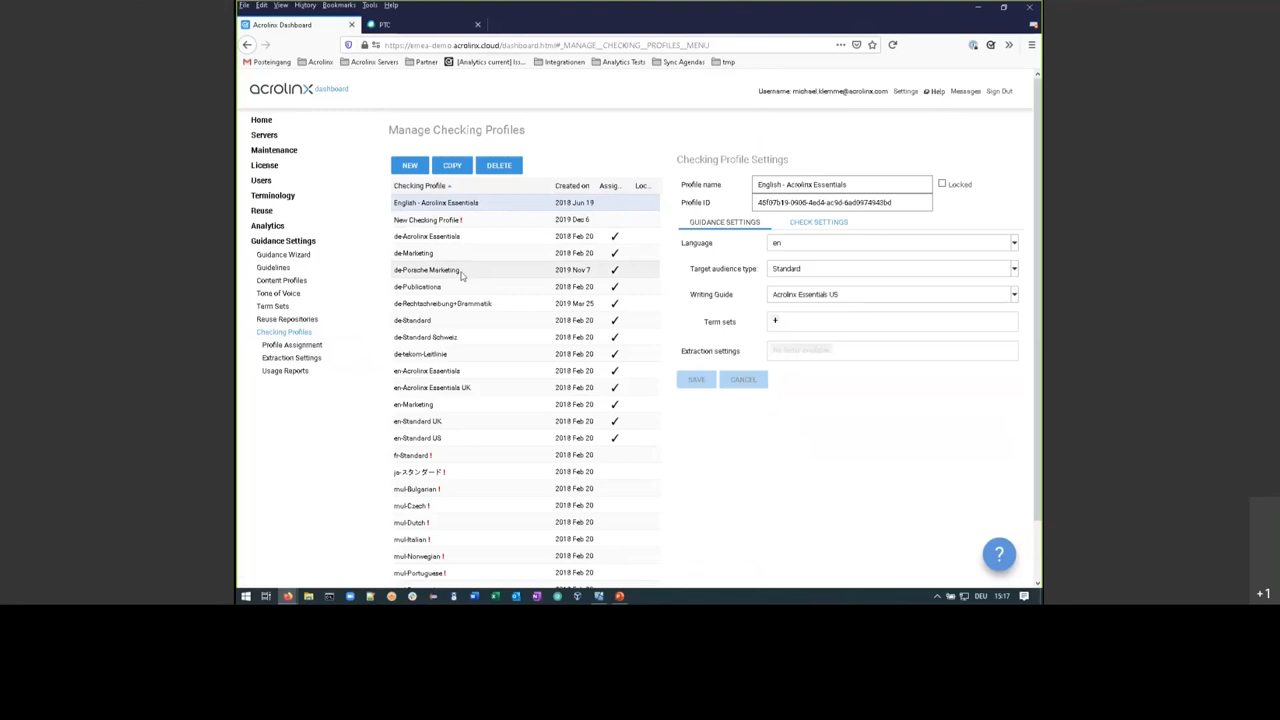 File Edit View History Bookmarks Tools Help
Acrolinx Dashboard
PTC
https://emea-demo.acrolinx.cloud/dashboard.html#_MANAGE__CHECKING_PROFILES__MENU
M Posteingang Acrolinx Acrolinx Servers Partner [Analytics current] Iss... Integrationen Analytics Tests Sync Agendas tmp
acrolinx dashboard
Username: michael.klemme@acrolinx.com Settings Help Messages Sign Out
Home
Servers
Maintenance
License
Users
Terminology
Reuse
Analytics
Guidance Settings
Guidance Wizard
Guidelines
Content Profiles
Tone of Voice
Term Sets
Reuse Repositories
Checking Profiles
Profile Assignment
Extraction Settings
Usage Reports
Manage Checking Profiles
NEW COPY DELETE
Checking Profile Created on Assig.. Loc...
English - Acrolinx Essentials 2018 Jun 19
New Checking Profile ! 2019 Dec 6
de-Acrolinx Essentials 2018 Feb 20 ✓
de-Marketing 2018 Feb 20 ✓
de-Porsche Marketing 2019 Nov 7 ✓
de-Publications 2018 Feb 20 ✓
de-Rechtschreibung+Grammatik 2019 Mar 25 ✓
de-Standard 2018 Feb 20 ✓
de-Standard Schweiz 2018 Feb 20 ✓
de-tekom-Leitlinie 2018 Feb 20 ✓
en-Acrolinx Essentials 2018 Feb 20 ✓
en-Acrolinx Essentials UK 2018 Feb 20 ✓
en-Marketing 2018 Feb 20 ✓
en-Standard UK 2018 Feb 20 ✓
en-Standard US 2018 Feb 20 ✓
fr-Standard ! 2018 Feb 20
ja-スタンダード ! 2018 Feb 20
mul-Bulgarian ! 2018 Feb 20
mul-Czech ! 2018 Feb 20
mul-Dutch ! 2018 Feb 20
mul-Italian ! 2018 Feb 20
mul-Norwegian ! 2018 Feb 20
mul-Portuguese ! 2018 Feb 20
Checking Profile Settings
Profile name English - Acrolinx Essentials Locked
Profile ID
GUIDANCE SETTINGS CHECK SETTINGS
Language en
Target audience type: Standard
Writing Guide Acrolinx Essentials US
Term sets +
Extraction settings No items available
SAVE CANCEL
?
DEU 15:17
+1